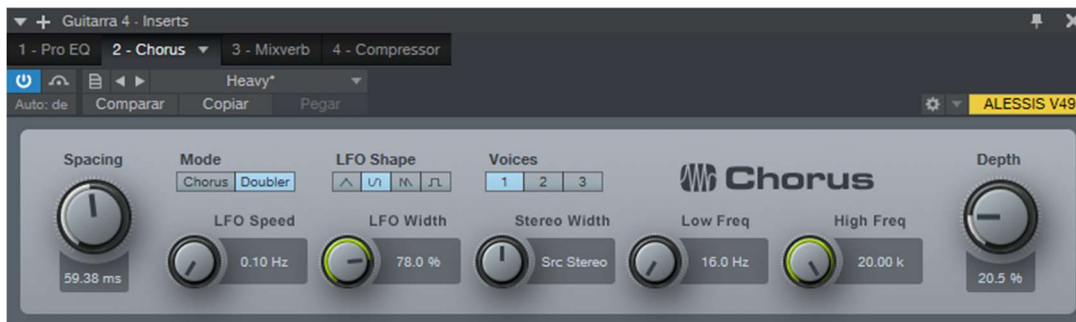 Guitarra 4 - Inserts
1 - Pro EQ 2 - Chorus 3 - Mixverb 4 - Compressor
Heavy*
Auto: de Comparar Copiar Pegar ALESSIS V49
Spacing Mode LFO Shape Voices Chorus Depth
Chorus Doubler 1 2 3
LFO Speed LFO Width Stereo Width Low Freq High Freq
59.38 ms 0.10 Hz 78.0 % Src Stereo 16.0 Hz 20.00 k 20.5 %